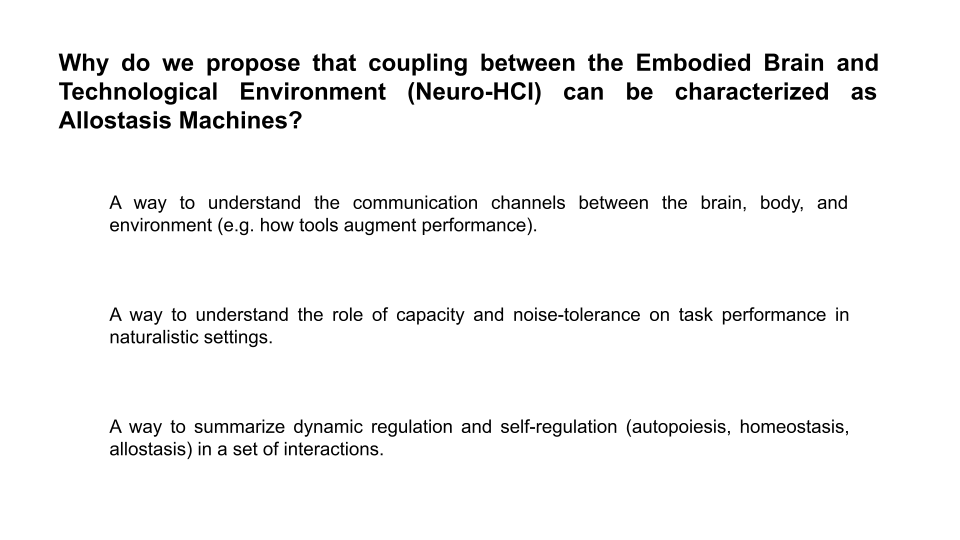 Why do we propose that coupling between the Embodied Brain and
Technological Environment (Neuro-HCI) can be characterized as
Allostasis Machines?
A way to understand the communication channels between the brain, body, and
environment (e.g. how tools augment performance).
A way to understand the role of capacity and noise-tolerance on task performance in
naturalistic settings.
A way to summarize dynamic regulation and self-regulation (autopoiesis, homeostasis,
allostasis) in a set of interactions.